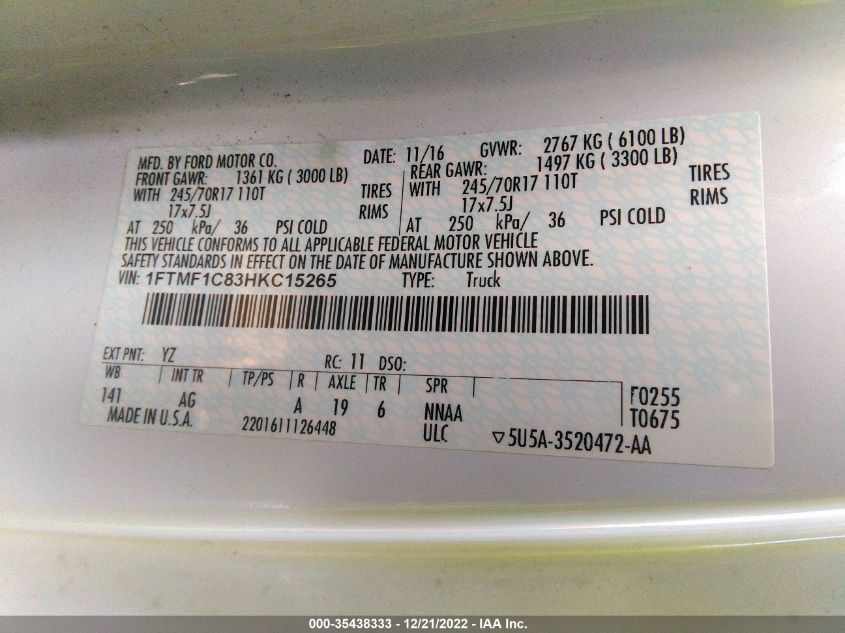 MFD. BY FORD MOTOR CO. DATE: 11/16 GVWR: 2767 KG ( 6100 LB)
FRONT GAWR: 1361 KG ( 3000 LB) REAR GAWR: 1497 KG ( 3300 LB)
WITH 245/70R17 110T TIRES WITH 245/70R17 110T TIRES
17x7.5J RIMS 17x7.5J RIMS
AT 250 kPa/ 36 PSI COLD AT 250 kPa/ 36 PSI COLD
THIS VEHICLE CONFORMS TO ALL APPLICABLE FEDERAL MOTOR VEHICLE
SAFETY STANDARDS IN EFFECT ON THE DATE OF MANUFACTURE SHOWN ABOVE.
VIN: 1FTMF1C83HKC15265 TYPE: Truck
EXT PNT: YZ RC: 11 DSO:
WB INT TR TP/PS R AXLE TR SPR
141 AG A 19 6 NNAA F0255
MADE IN U.S.A. 2201611126448 ULC T0675
▽5U5A-3520472-AA
000-35438333 - 12/21/2022 - IAA Inc.